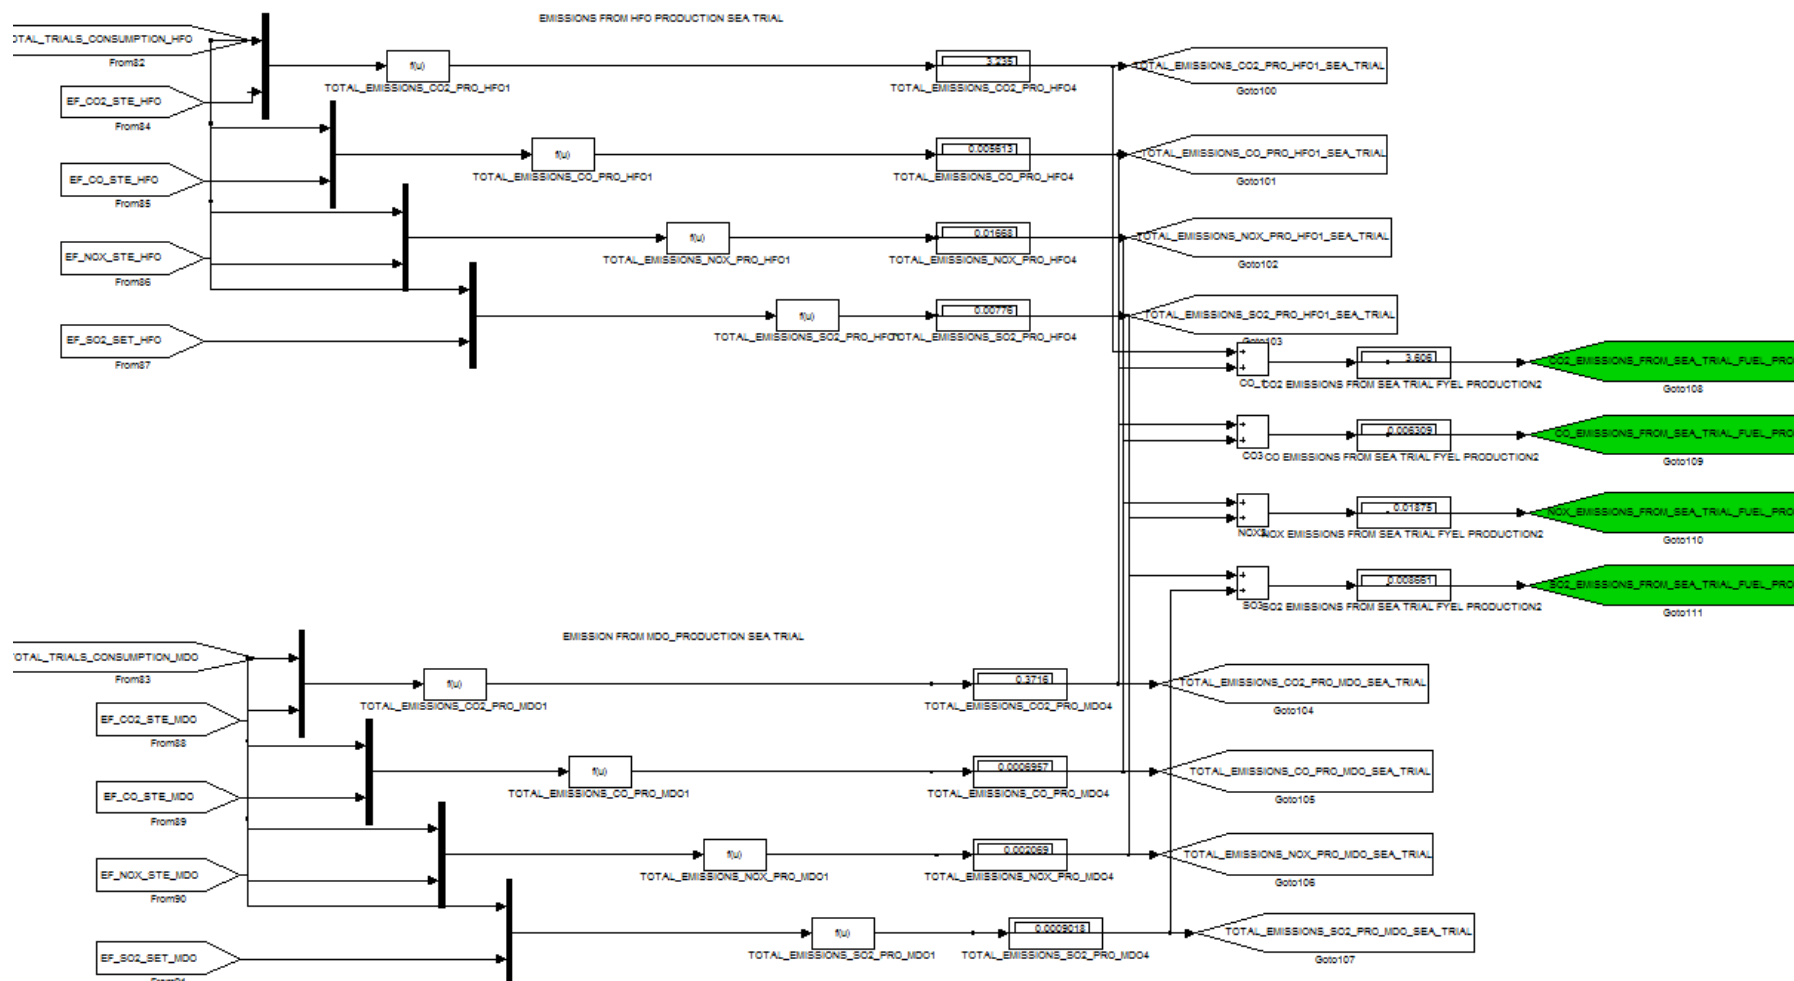 EMISSIONS FROM HFO PRODUCTION SEA TRIAL
OTAL_TRIALS_CONSUMPTION_HFO
From82
f(u)
TOTAL_EMISSIONS_CO2_PRO_HFO1
3.235
TOTAL_EMISSIONS_CO2_PRO_HFO4
TOTAL_EMISSIONS_CO2_PRO_HFO1_SEA_TRIAL
Goto100
EF_CO2_STE_HFO
From84
f(u)
TOTAL_EMISSIONS_CO_PRO_HFO1
0.005613
TOTAL_EMISSIONS_CO_PRO_HFO4
TOTAL_EMISSIONS_CO_PRO_HFO1_SEA_TRIAL
Goto101
EF_CO_STE_HFO
From85
f(u)
TOTAL_EMISSIONS_NOX_PRO_HFO1
0.01668
TOTAL_EMISSIONS_NOX_PRO_HFO4
TOTAL_EMISSIONS_NOX_PRO_HFO1_SEA_TRIAL
Goto102
EF_NOX_STE_HFO
From86
f(u)
TOTAL_EMISSIONS_SO2_PRO_HFO1
0.00776
TOTAL_EMISSIONS_SO2_PRO_HFO4
TOTAL_EMISSIONS_SO2_PRO_HFO1_SEA_TRIAL
Goto103
EF_SO2_SET_HFO
From87
3.606
CO2 EMISSIONS FROM SEA TRIAL FYEL PRODUCTION2
CO2_EMISSIONS_FROM_SEA_TRIAL_FUEL_PRO
Goto108
CO3
0.006309
CO EMISSIONS FROM SEA TRIAL FYEL PRODUCTION2
CO_EMISSIONS_FROM_SEA_TRIAL_FUEL_PRO
Goto109
0.01875
NOX EMISSIONS FROM SEA TRIAL FYEL PRODUCTION2
NOX_EMISSIONS_FROM_SEA_TRIAL_FUEL_PRO
Goto110
0.008661
SO2 EMISSIONS FROM SEA TRIAL FYEL PRODUCTION2
SO2_EMISSIONS_FROM_SEA_TRIAL_FUEL_PRO
Goto111
EMISSION FROM MDO_PRODUCTION SEA TRIAL
TOTAL_TRIALS_CONSUMPTION_MDO
From83
f(u)
TOTAL_EMISSIONS_CO2_PRO_MDO1
0.3716
TOTAL_EMISSIONS_CO2_PRO_MDO4
TOTAL_EMISSIONS_CO2_PRO_MDO_SEA_TRIAL
Goto104
EF_CO2_STE_MDO
From88
f(u)
TOTAL_EMISSIONS_CO_PRO_MDO1
0.0006957
TOTAL_EMISSIONS_CO_PRO_MDO4
TOTAL_EMISSIONS_CO_PRO_MDO_SEA_TRIAL
Goto105
EF_CO_STE_MDO
From89
f(u)
TOTAL_EMISSIONS_NOX_PRO_MDO1
0.002069
TOTAL_EMISSIONS_NOX_PRO_MDO4
TOTAL_EMISSIONS_NOX_PRO_MDO_SEA_TRIAL
Goto106
EF_NOX_STE_MDO
From90
f(u)
TOTAL_EMISSIONS_SO2_PRO_MDO1
0.0009018
TOTAL_EMISSIONS_SO2_PRO_MDO4
TOTAL_EMISSIONS_SO2_PRO_MDO_SEA_TRIAL
Goto107
EF_SO2_SET_MDO